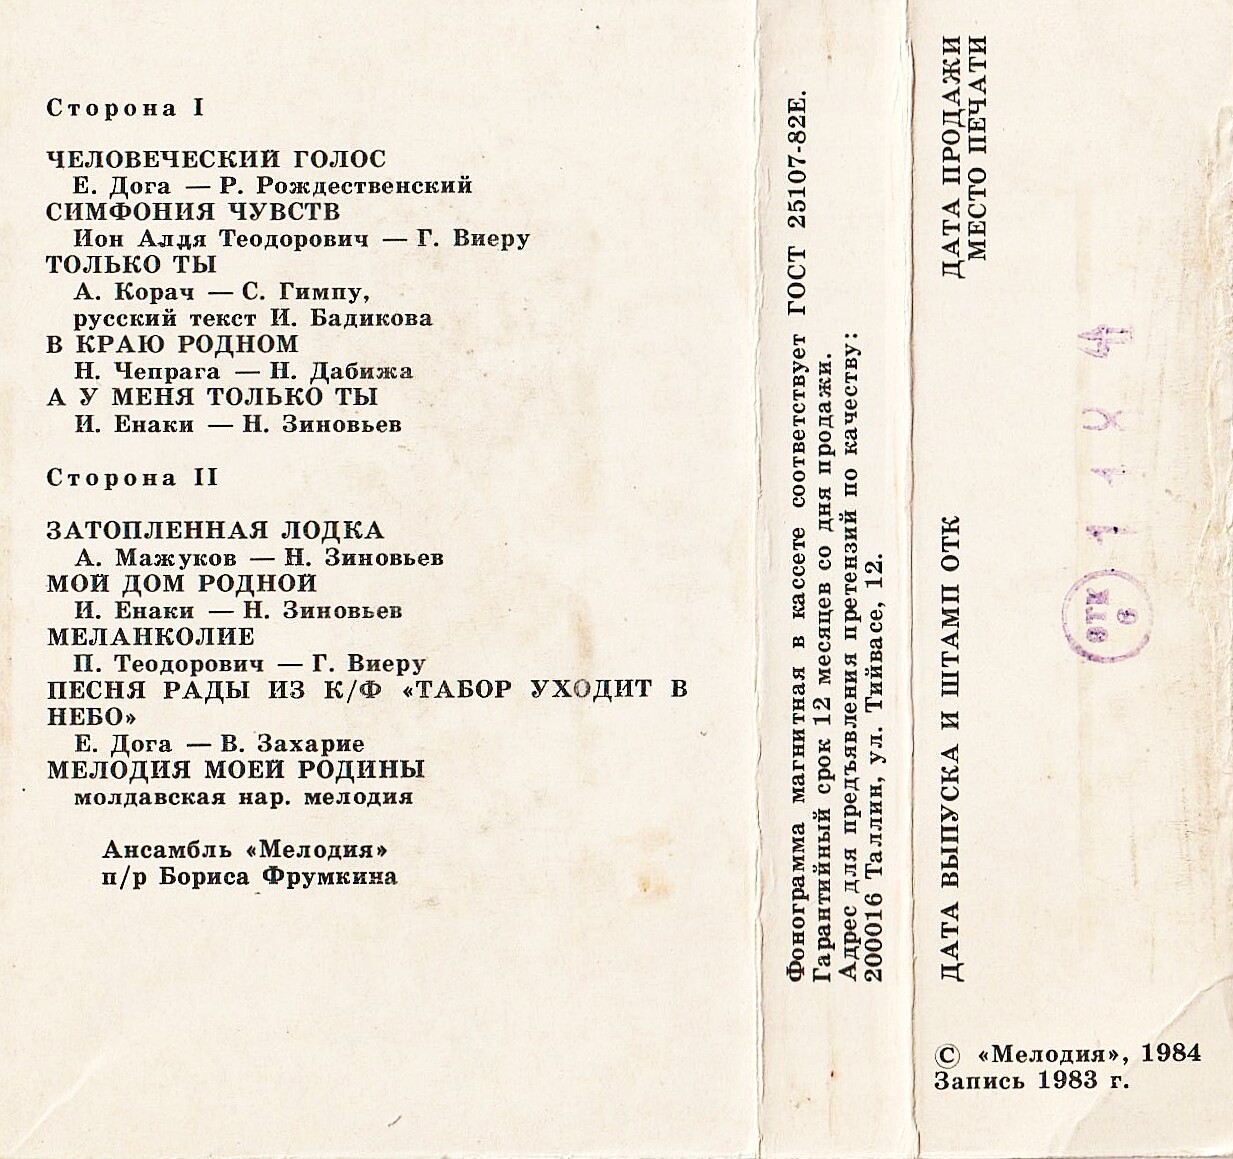 Сторона I
ЧЕЛОВЕЧЕСКИЙ ГОЛОС
Е. Дога — Р. Рождественский
СИМФОНИЯ ЧУВСТВ
Ион Алдя Теодорович — Г. Виеру
ТОЛЬКО ТЫ
А. Корач — С. Гимпу,
русский текст И. Бадикова
В КРАЮ РОДНОМ
Н. Чепрага — Н. Дабижа
А У МЕНЯ ТОЛЬКО ТЫ
И. Енаки — Н. Зиновьев
Сторона II
ЗАТОПЛЕННАЯ ЛОДКА
А. Мажуков — Н. Зиновьев
МОЙ ДОМ РОДНОЙ
И. Енаки — Н. Зиновьев
МЕЛАНКОЛИЕ
П. Теодорович — Г. Виеру
ПЕСНЯ РАДЫ ИЗ К/Ф «ТАБОР УХОДИТ В
НЕБО»
Е. Дога — В. Захарие
МЕЛОДИЯ МОЕЙ РОДИНЫ
молдавская нар. мелодия
Ансамбль «Мелодия»
п/р Бориса Фрумкина
Фонограмма магнитная в кассете соответствует ГОСТ 25107-82Е.
Гарантийный срок 12 месяцев со дня продажи.
Адрес для предъявления претензий по качеству:
200016 Таллин, ул. Тийвасе, 12.
ДАТА ВЫПУСКА И ШТАМП ОТК
ДАТА ПРОДАЖИ
МЕСТО ПЕЧАТИ
ОТК
6
© «Мелодия», 1984
Запись 1983 г.